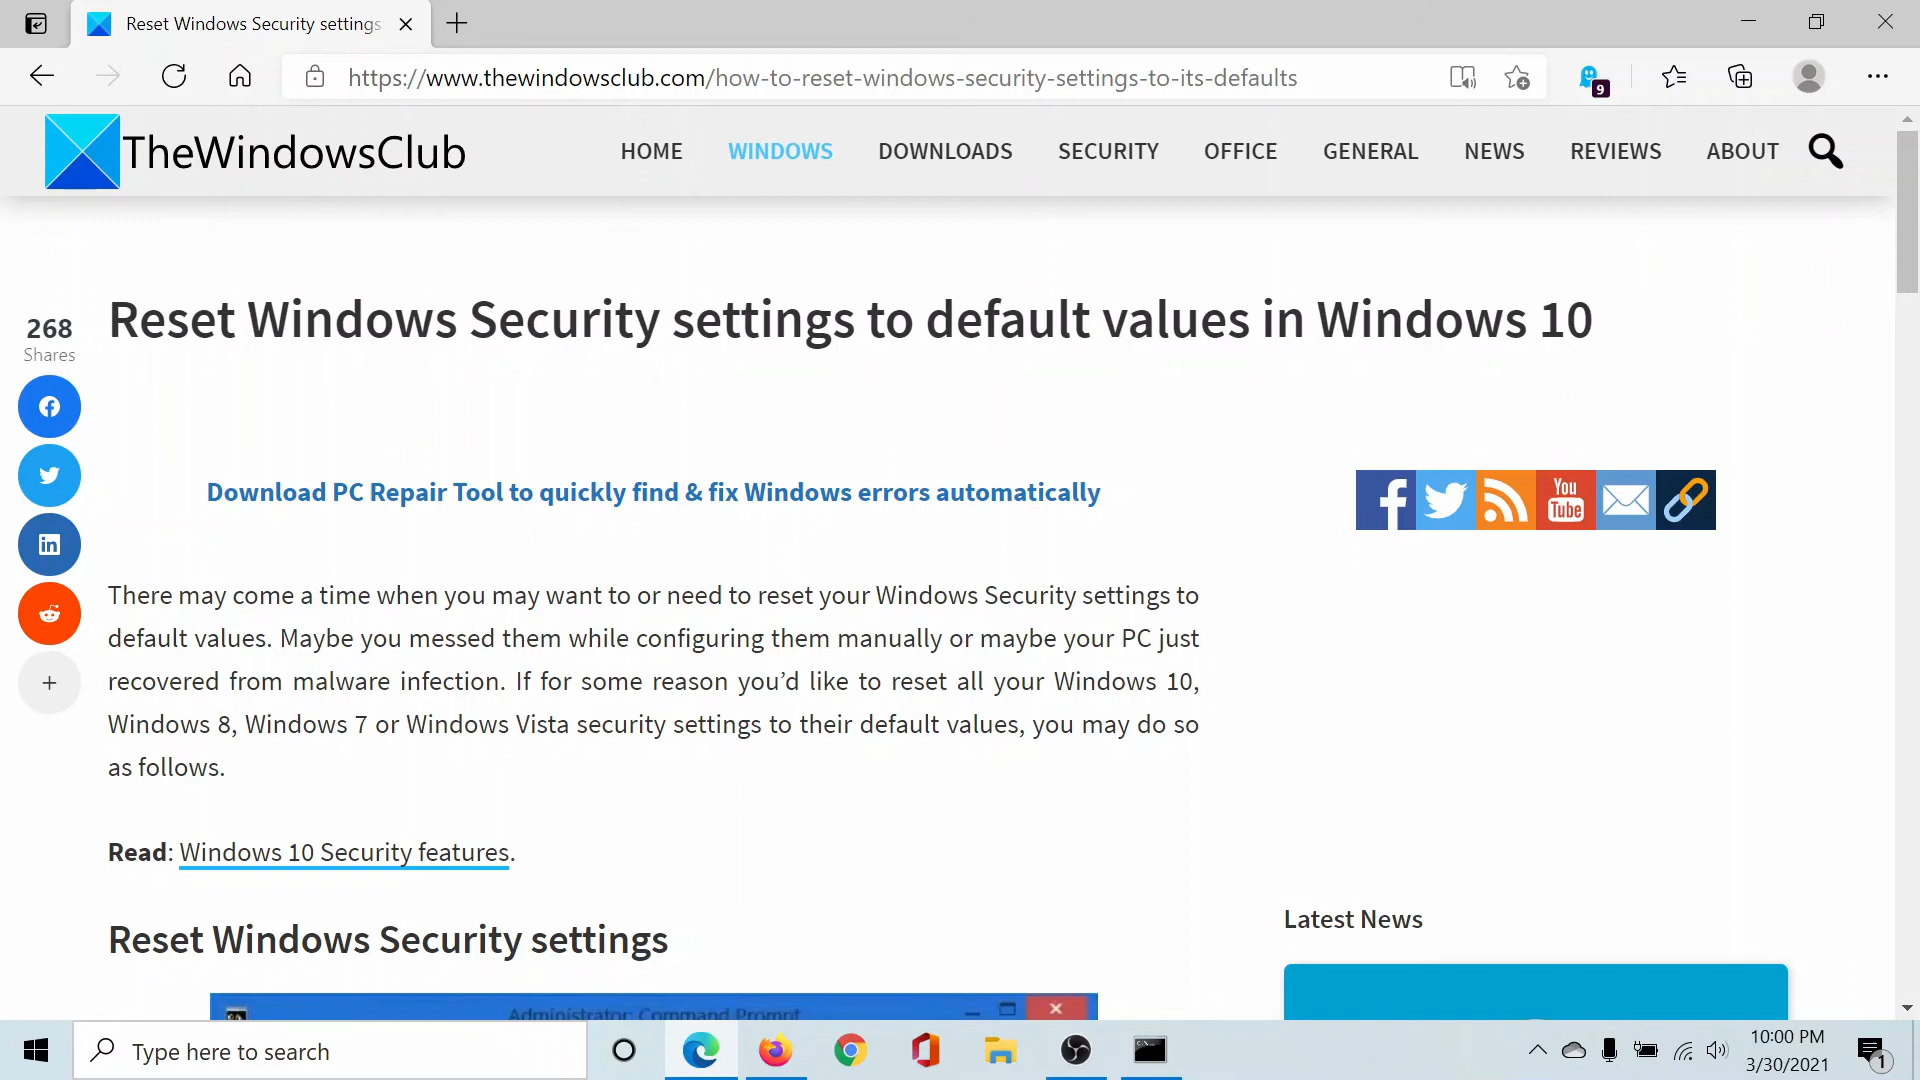 Reset Windows Security settings
https://www.thewindowsclub.com/how-to-reset-windows-security-settings-to-its-defaults
9
TheWindowsClub
HOME WINDOWS DOWNLOADS SECURITY OFFICE GENERAL NEWS REVIEWS ABOUT
Reset Windows Security settings to default values in Windows 10
268
Shares
Download PC Repair Tool to quickly find & fix Windows errors automatically
You
Tube
There may come a time when you may want to or need to reset your Windows Security settings to
default values. Maybe you messed them while configuring them manually or maybe your PC just
recovered from malware infection. If for some reason you’d like to reset all your Windows 10,
Windows 8, Windows 7 or Windows Vista security settings to their default values, you may do so
as follows.
Read: Windows 10 Security features.
Reset Windows Security settings
Latest News
Administrator: Command Prompt
Type here to search
10:00 PM
3/30/2021
1